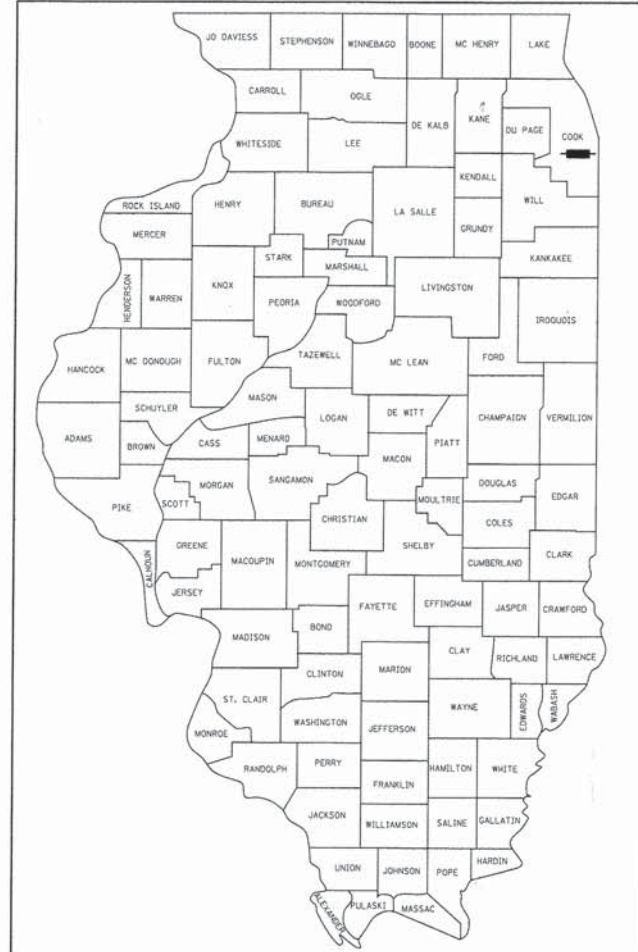 JO DAVIESS STEPHENSON WINNEBAGO BOONE MC HENRY LAKE
CARROLL OGLE DE KALB KANE DU PAGE COOK
WHITESIDE LEE
KENDALL
ROCK ISLAND HENRY BUREAU LA SALLE WILL
MERCER PUTNAM GRUNDY
STARK MARSHALL KANKAKEE
HENDERSON WARREN KNOX PEORIA WOODFORD LIVINGSTON IROQUOIS
HANCOCK MC DONOUGH FULTON TAZEWELL MC LEAN FORD
SCHUYLER MASON LOGAN DE WITT CHAMPAIGN VERMILION
ADAMS BROWN CASS MENARD MACON PIATT
PIKE SCOTT MORGAN SANGAMON MOULTRIE DOUGLAS EDGAR
CHRISTIAN COLES
CALHOUN GREENE MACOUPIN MONTGOMERY SHELBY CUMBERLAND CLARK
JERSEY FAYETTE EFFINGHAM JASPER CRAWFORD
MADISON BOND
CLINTON MARION CLAY RICHLAND LAWRENCE
ST. CLAIR WASHINGTON WAYNE EDWARDS WABASH
MONROE JEFFERSON
RANDOLPH PERRY FRANKLIN HAMILTON WHITE
JACKSON WILLIAMSON SALINE GALLATIN
UNION JOHNSON POPE HARDIN
ALEXANDER PULASKI MASSAC